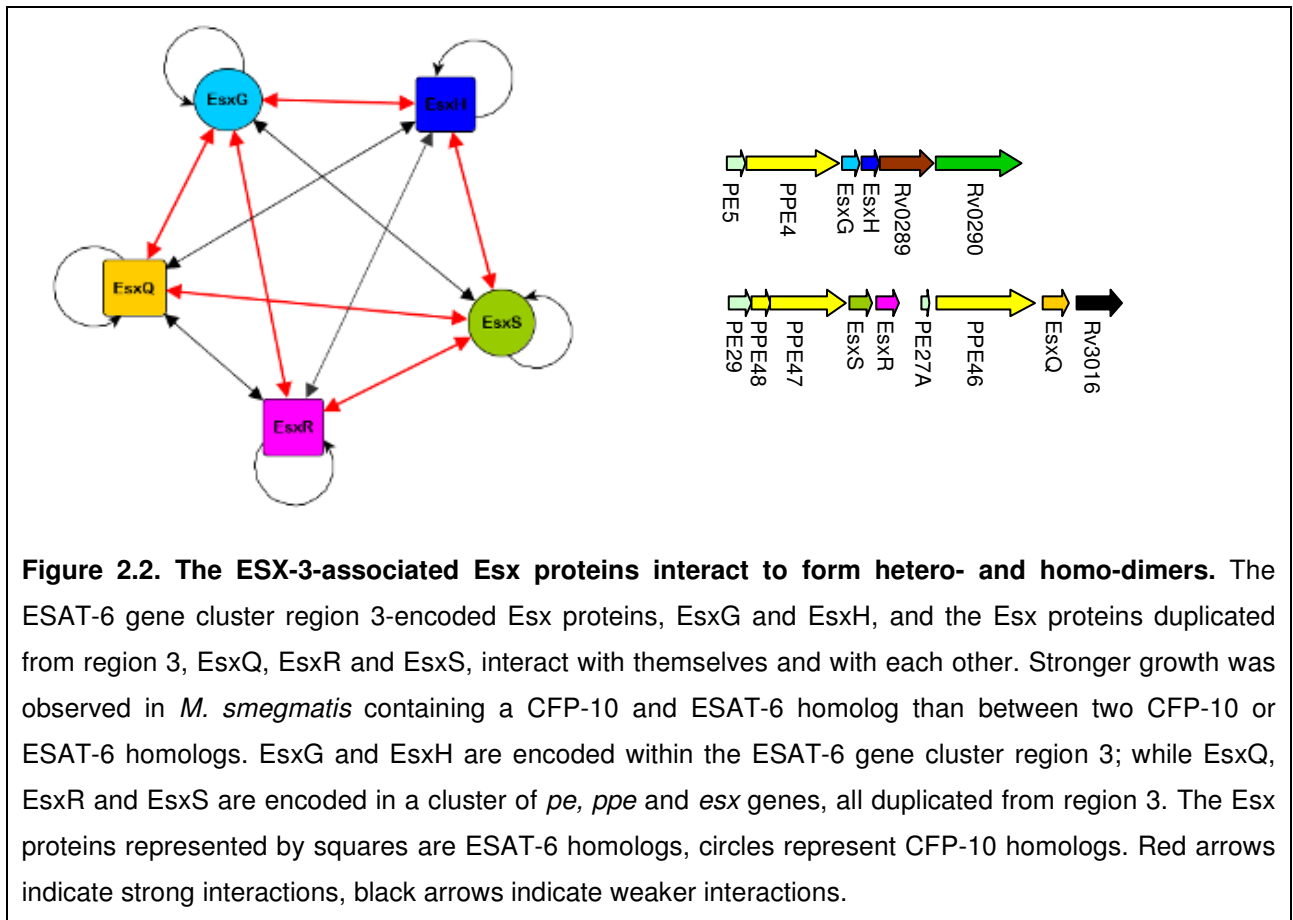 EsxG
EsxH
EsxQ
EsxS
EsxR
PE5
PPE4
EsxG
EsxH
Rv0289
Rv0290
PE29
PPE48
PPE47
EsxS
EsxR
PE27A
PPE46
EsxQ
Rv3016
Figure 2.2. The ESX-3-associated Esx proteins interact to form hetero- and homo-dimers. The
ESAT-6 gene cluster region 3-encoded Esx proteins, EsxG and EsxH, and the Esx proteins duplicated
from region 3, EsxQ, EsxR and EsxS, interact with themselves and with each other. Stronger growth was
observed in M. smegmatis containing a CFP-10 and ESAT-6 homolog than between two CFP-10 or
ESAT-6 homologs. EsxG and EsxH are encoded within the ESAT-6 gene cluster region 3; while EsxQ,
EsxR and EsxS are encoded in a cluster of pe, ppe and esx genes, all duplicated from region 3. The Esx
proteins represented by squares are ESAT-6 homologs, circles represent CFP-10 homologs. Red arrows
indicate strong interactions, black arrows indicate weaker interactions.